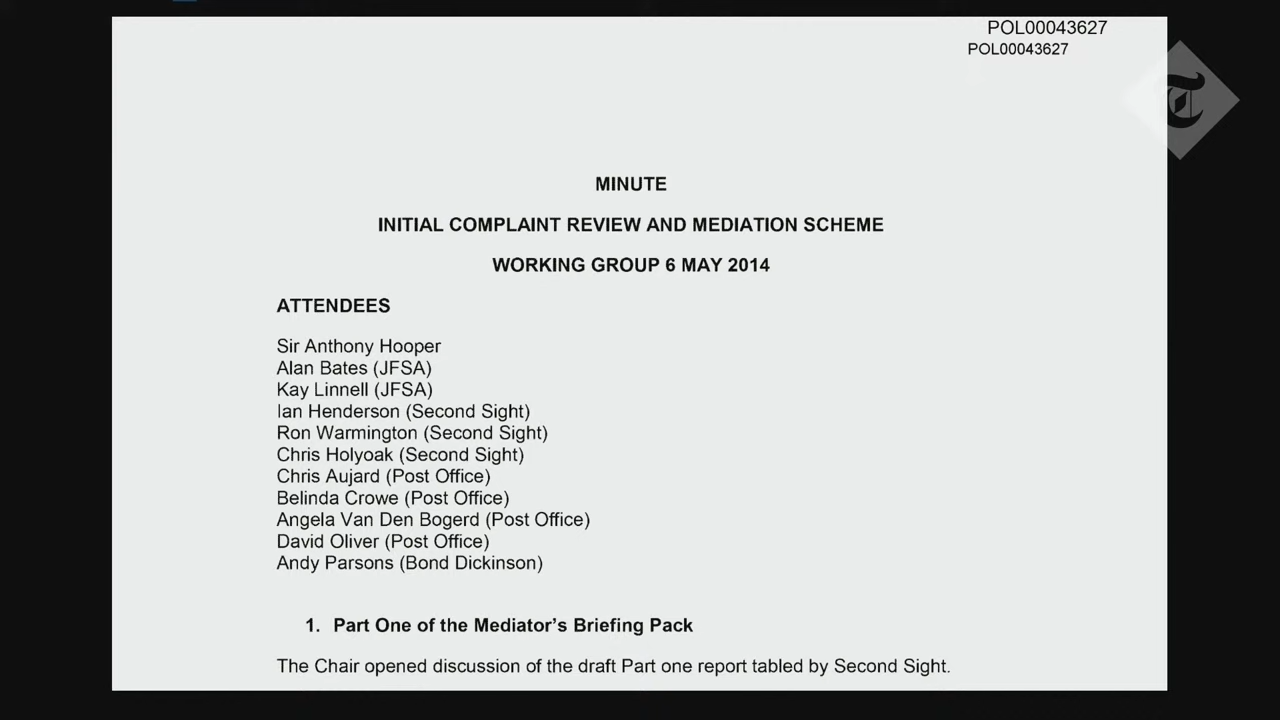 POL00043627
POL00043627
MINUTE
INITIAL COMPLAINT REVIEW AND MEDIATION SCHEME
WORKING GROUP 6 MAY 2014
ATTENDEES
Sir Anthony Hooper
Alan Bates (JFSA)
Kay Linnell (JFSA)
Ian Henderson (Second Sight)
Ron Warmington (Second Sight)
Chris Holyoak (Second Sight)
Chris Aujard (Post Office)
Belinda Crowe (Post Office)
Angela Van Den Bogerd (Post Office)
David Oliver (Post Office)
Andy Parsons (Bond Dickinson)
1. Part One of the Mediator’s Briefing Pack
The Chair opened discussion of the draft Part one report tabled by Second Sight.